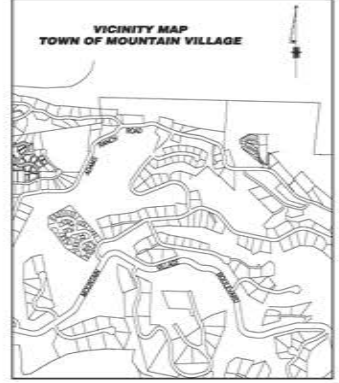 VICINITY MAP
TOWN OF MOUNTAIN VILLAGE
ADAMS RANCH ROAD
MOUNTAIN VILLAGE BOULEVARD